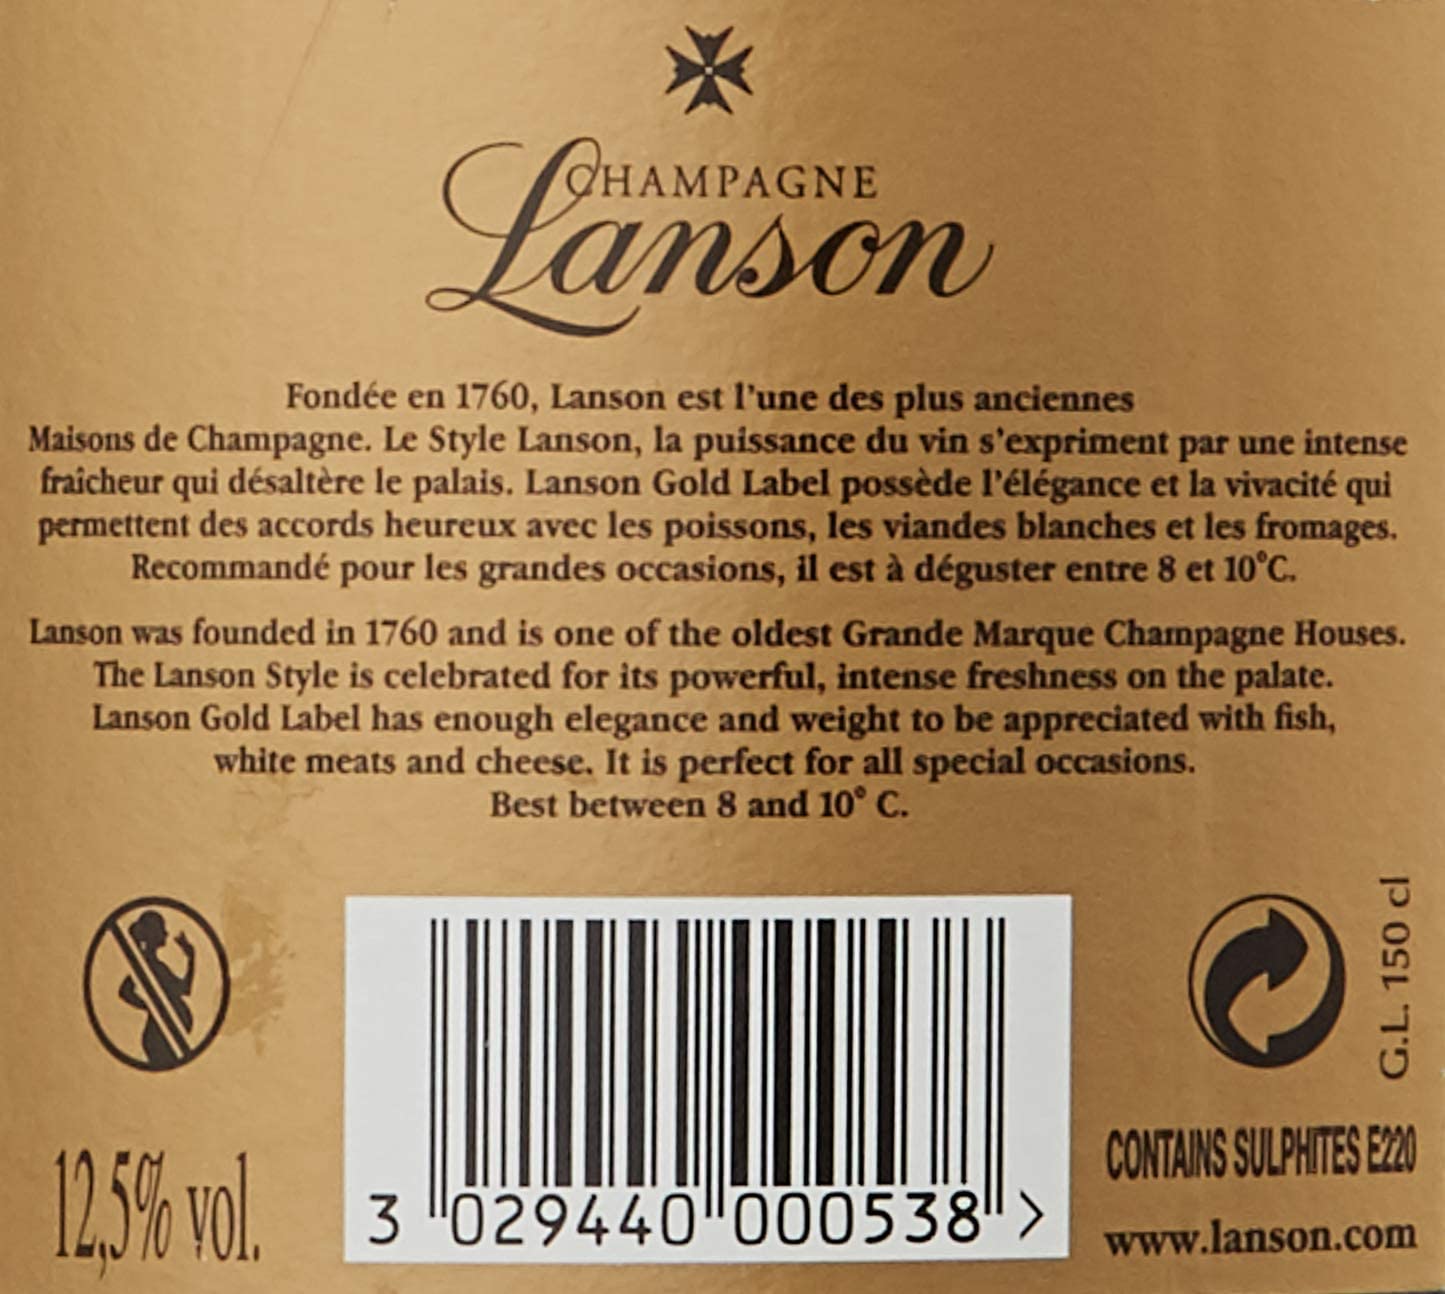 CHAMPAGNE
Lanson
Fondée en 1760, Lanson est l'une des plus anciennes
Maisons de Champagne. Le Style Lanson, la puissance du vin s'expriment par une intense
fraîcheur qui désaltère le palais. Lanson Gold Label possède l'élégance et la vivacité qui
permettent des accords heureux avec les poissons, les viandes blanches et les fromages.
Recommandé pour les grandes occasions, il est à déguster entre 8 et 10°C.
Lanson was founded in 1760 and is one of the oldest Grande Marque Champagne Houses.
The Lanson Style is celebrated for its powerful, intense freshness on the palate.
Lanson Gold Label has enough elegance and weight to be appreciated with fish,
white meats and cheese. It is perfect for all special occasions.
Best between 8 and 10° C.
12,5% vol.
3 029440 000538 >
G.L. 150 cl
CONTAINS SULPHITES E220
www.lanson.com